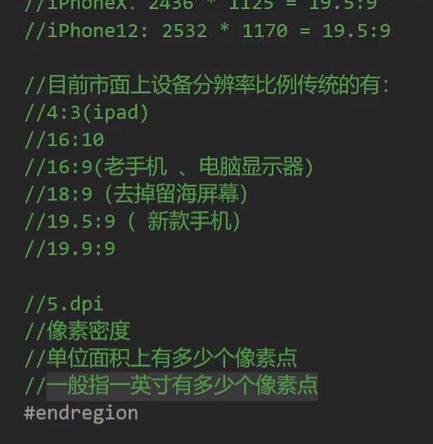 //iPhoneX: 2436 * 1125 = 19.5:9
//iPhone12: 2532 * 1170 = 19.5:9
//目前市面上设备分辨率比例传统的有:
//4:3(ipad)
//16:10
//16:9(老手机 、电脑显示器)
//18:9 (去掉留海屏幕)
//19.5:9 ( 新款手机)
//19.9:9
//5.dpi
//像素密度
//单位面积上有多少个像素点
//一般指一英寸有多少个像素点
#endregion